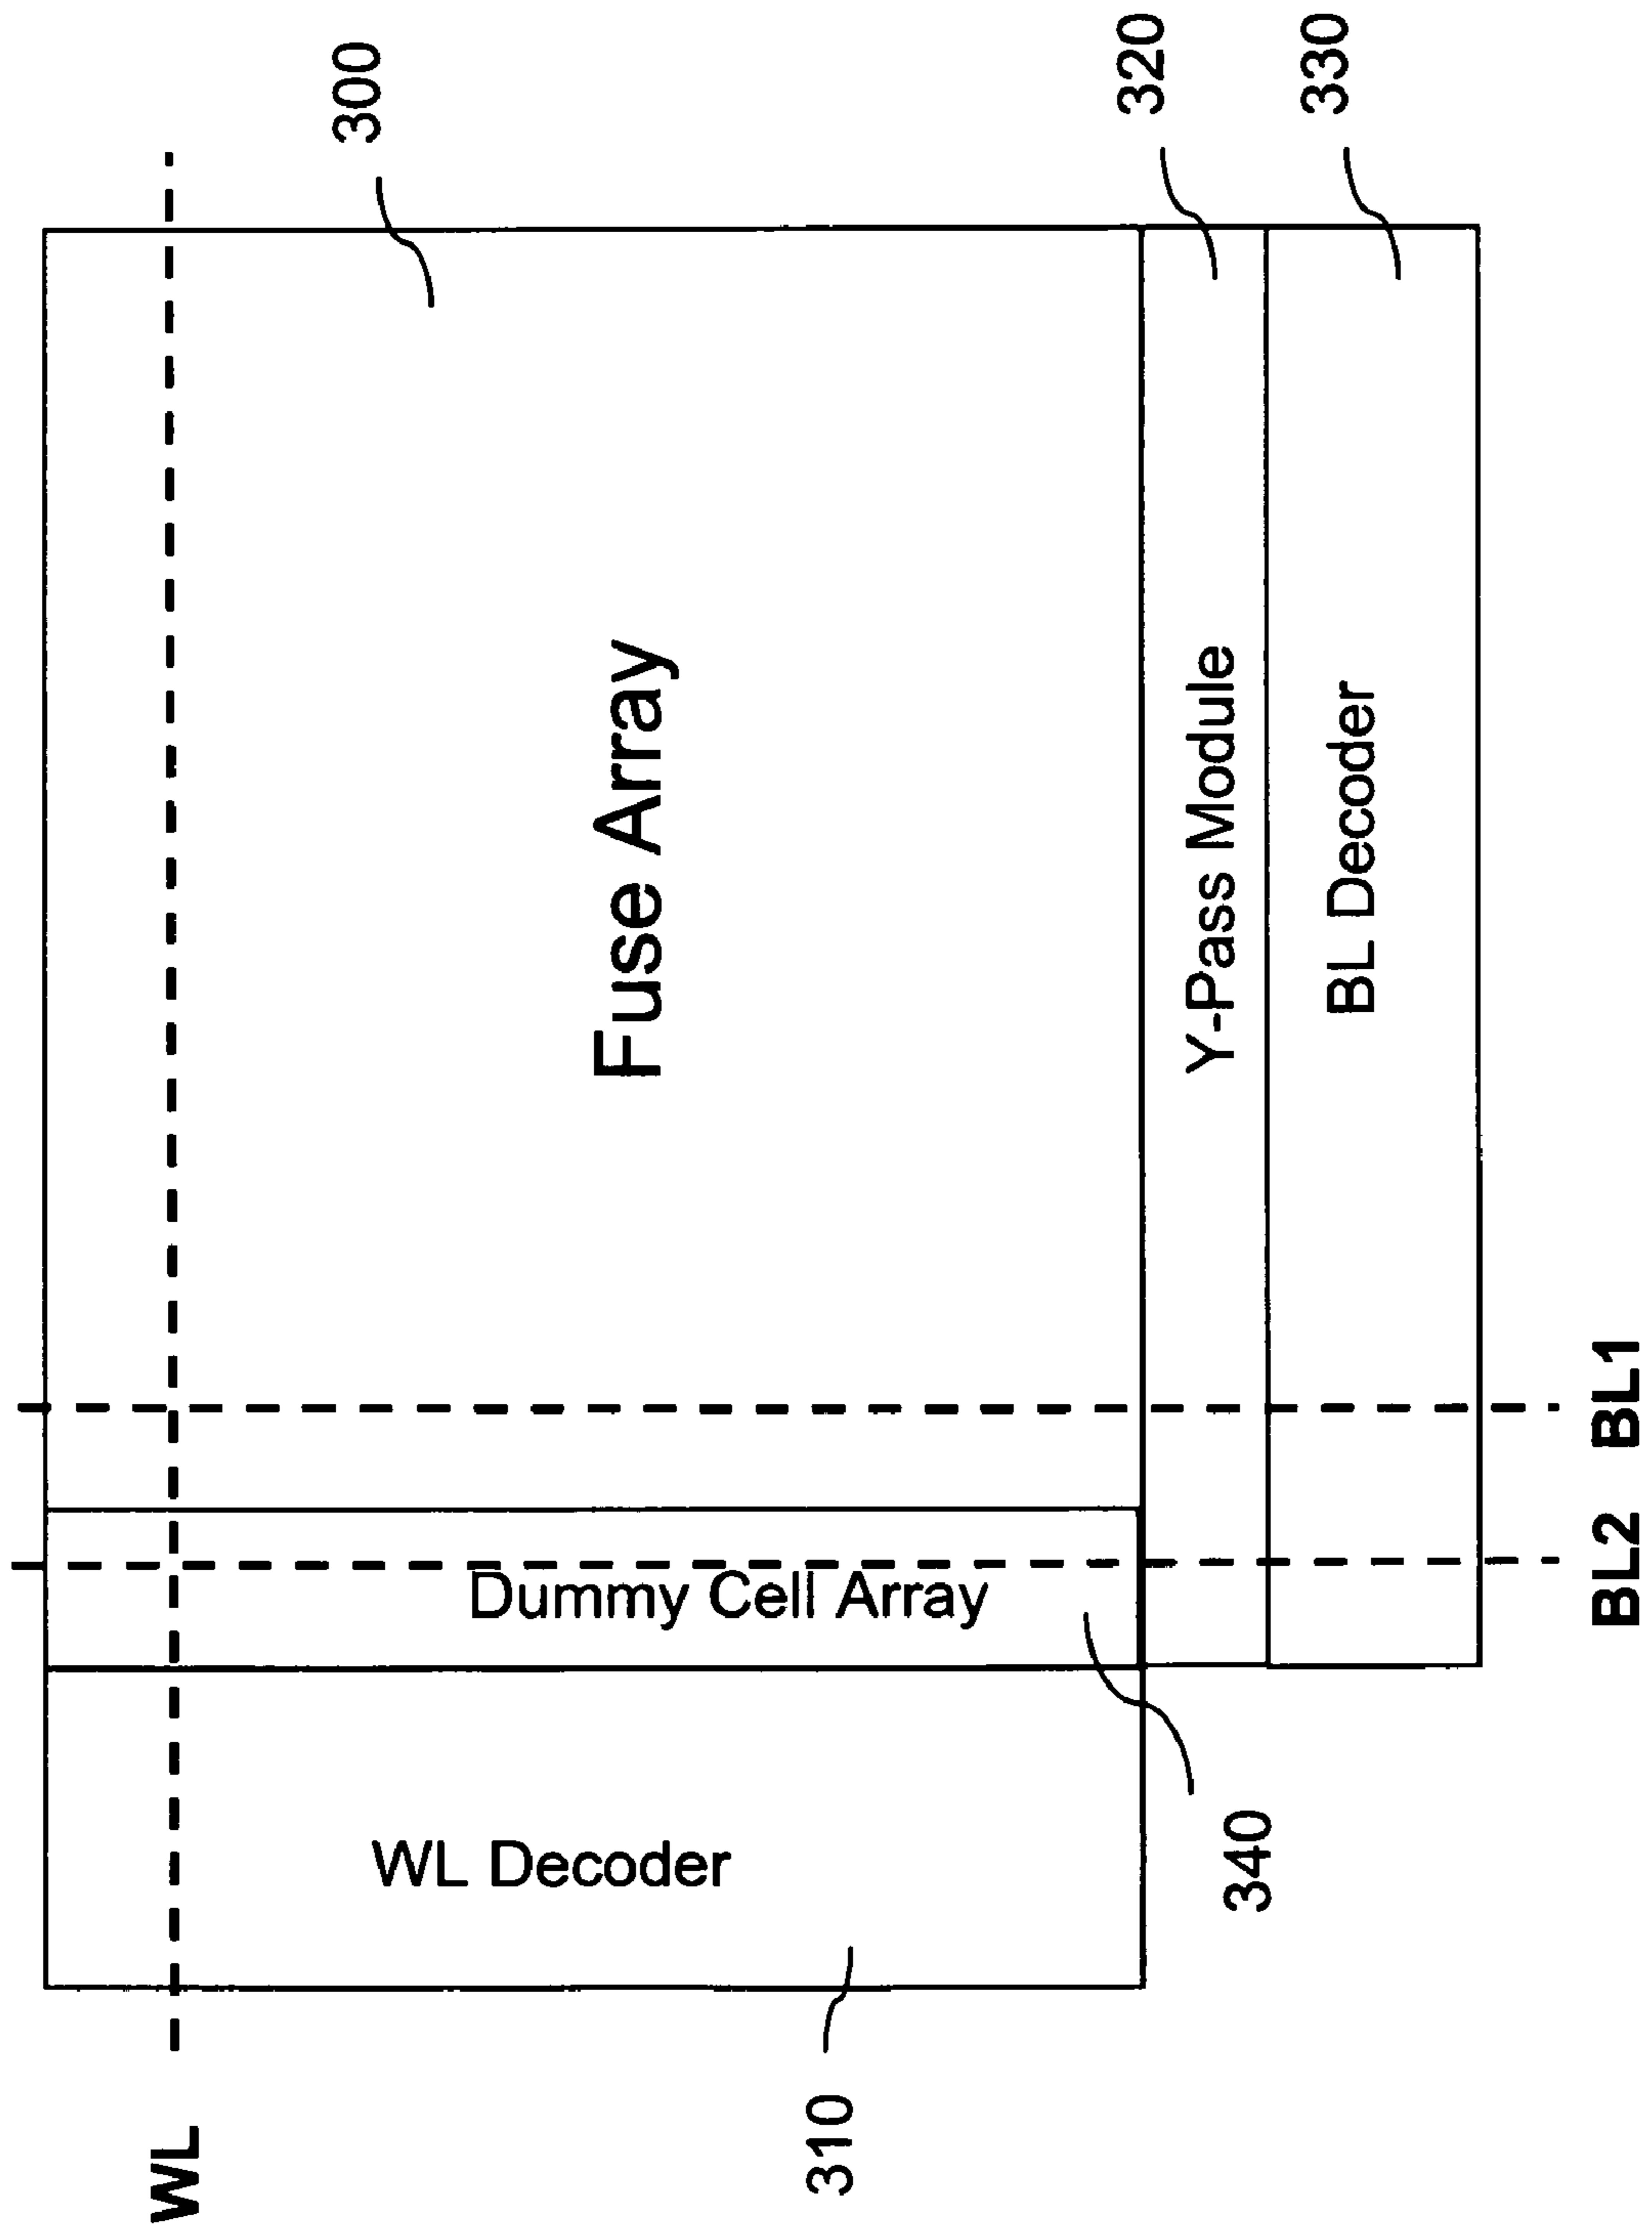 WL
300
Fuse Array
Dummy Cell Array
WL Decoder
310
340
Y-Pass Module
320
BL Decoder
330
BL2
BL1